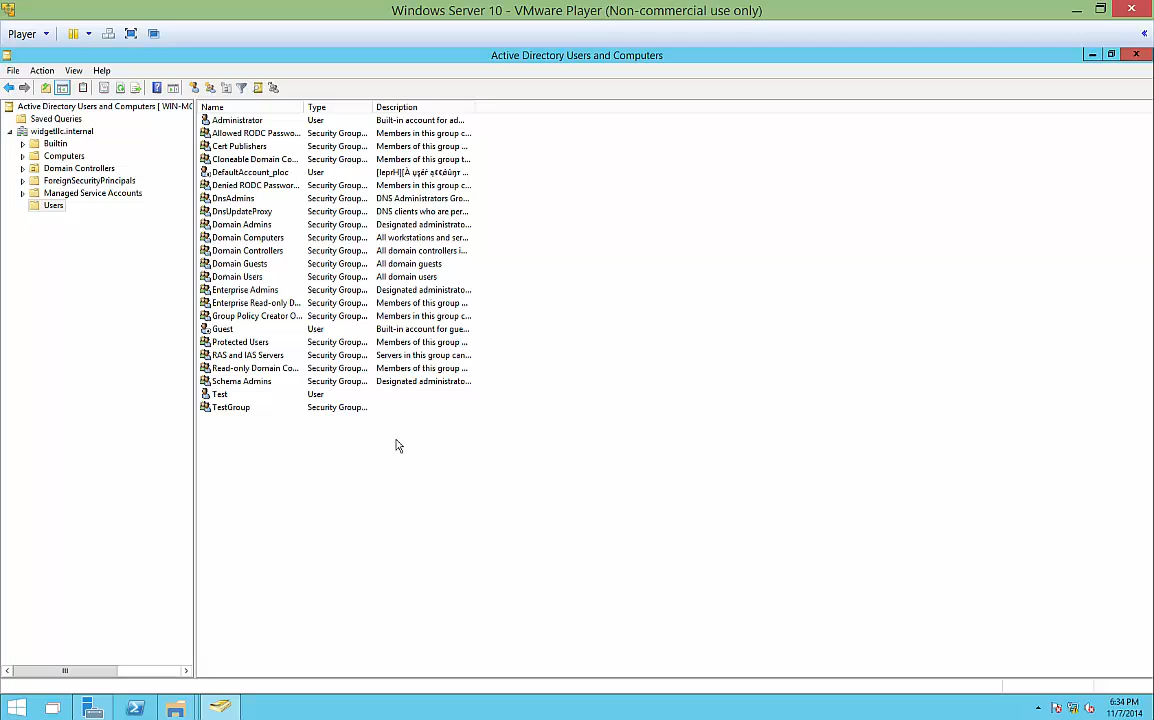 Windows Server 10 - VMware Player (Non-commercial use only)
Player
Active Directory Users and Computers
File Action View Help
Active Directory Users and Computers [ WIN-MC
Saved Queries
widgetllc.internal
Builtin
Computers
Domain Controllers
ForeignSecurityPrincipals
Managed Service Accounts
Users
Name Type Description
Administrator User Built-in account for ad...
Allowed RODC Passwo... Security Group... Members in this group c...
Cert Publishers Security Group... Members of this group ...
Cloneable Domain Co... Security Group... Members of this group t...
DefaultAccount_ploc User
Denied RODC Passwor... Security Group... Members in this group c...
DnsAdmins Security Group... DNS Administrators Gro...
DnsUpdateProxy Security Group... DNS clients who are per...
Domain Admins Security Group... Designated administrato...
Domain Computers Security Group... All workstations and ser...
Domain Controllers Security Group... All domain controllers i...
Domain Guests Security Group... All domain guests
Domain Users Security Group... All domain users
Enterprise Admins Security Group... Designated administrato...
Enterprise Read-only D... Security Group... Members of this group ...
Group Policy Creator O... Security Group... Members in this group c...
Guest User Built-in account for gue...
Protected Users Security Group... Members of this group ...
RAS and IAS Servers Security Group... Servers in this group can...
Read-only Domain Co... Security Group... Members of this group ...
Schema Admins Security Group... Designated administrato...
Test User
TestGroup Security Group...
6:34 PM
11/7/2014